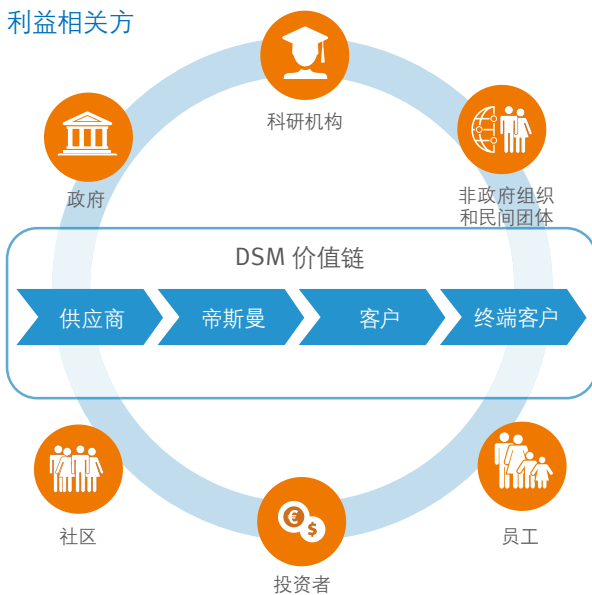 利益相关方
科研机构
政府
非政府组织
和民间团体
DSM 价值链
供应商
帝斯曼
客户
终端客户
社区
员工
€
$
投资者